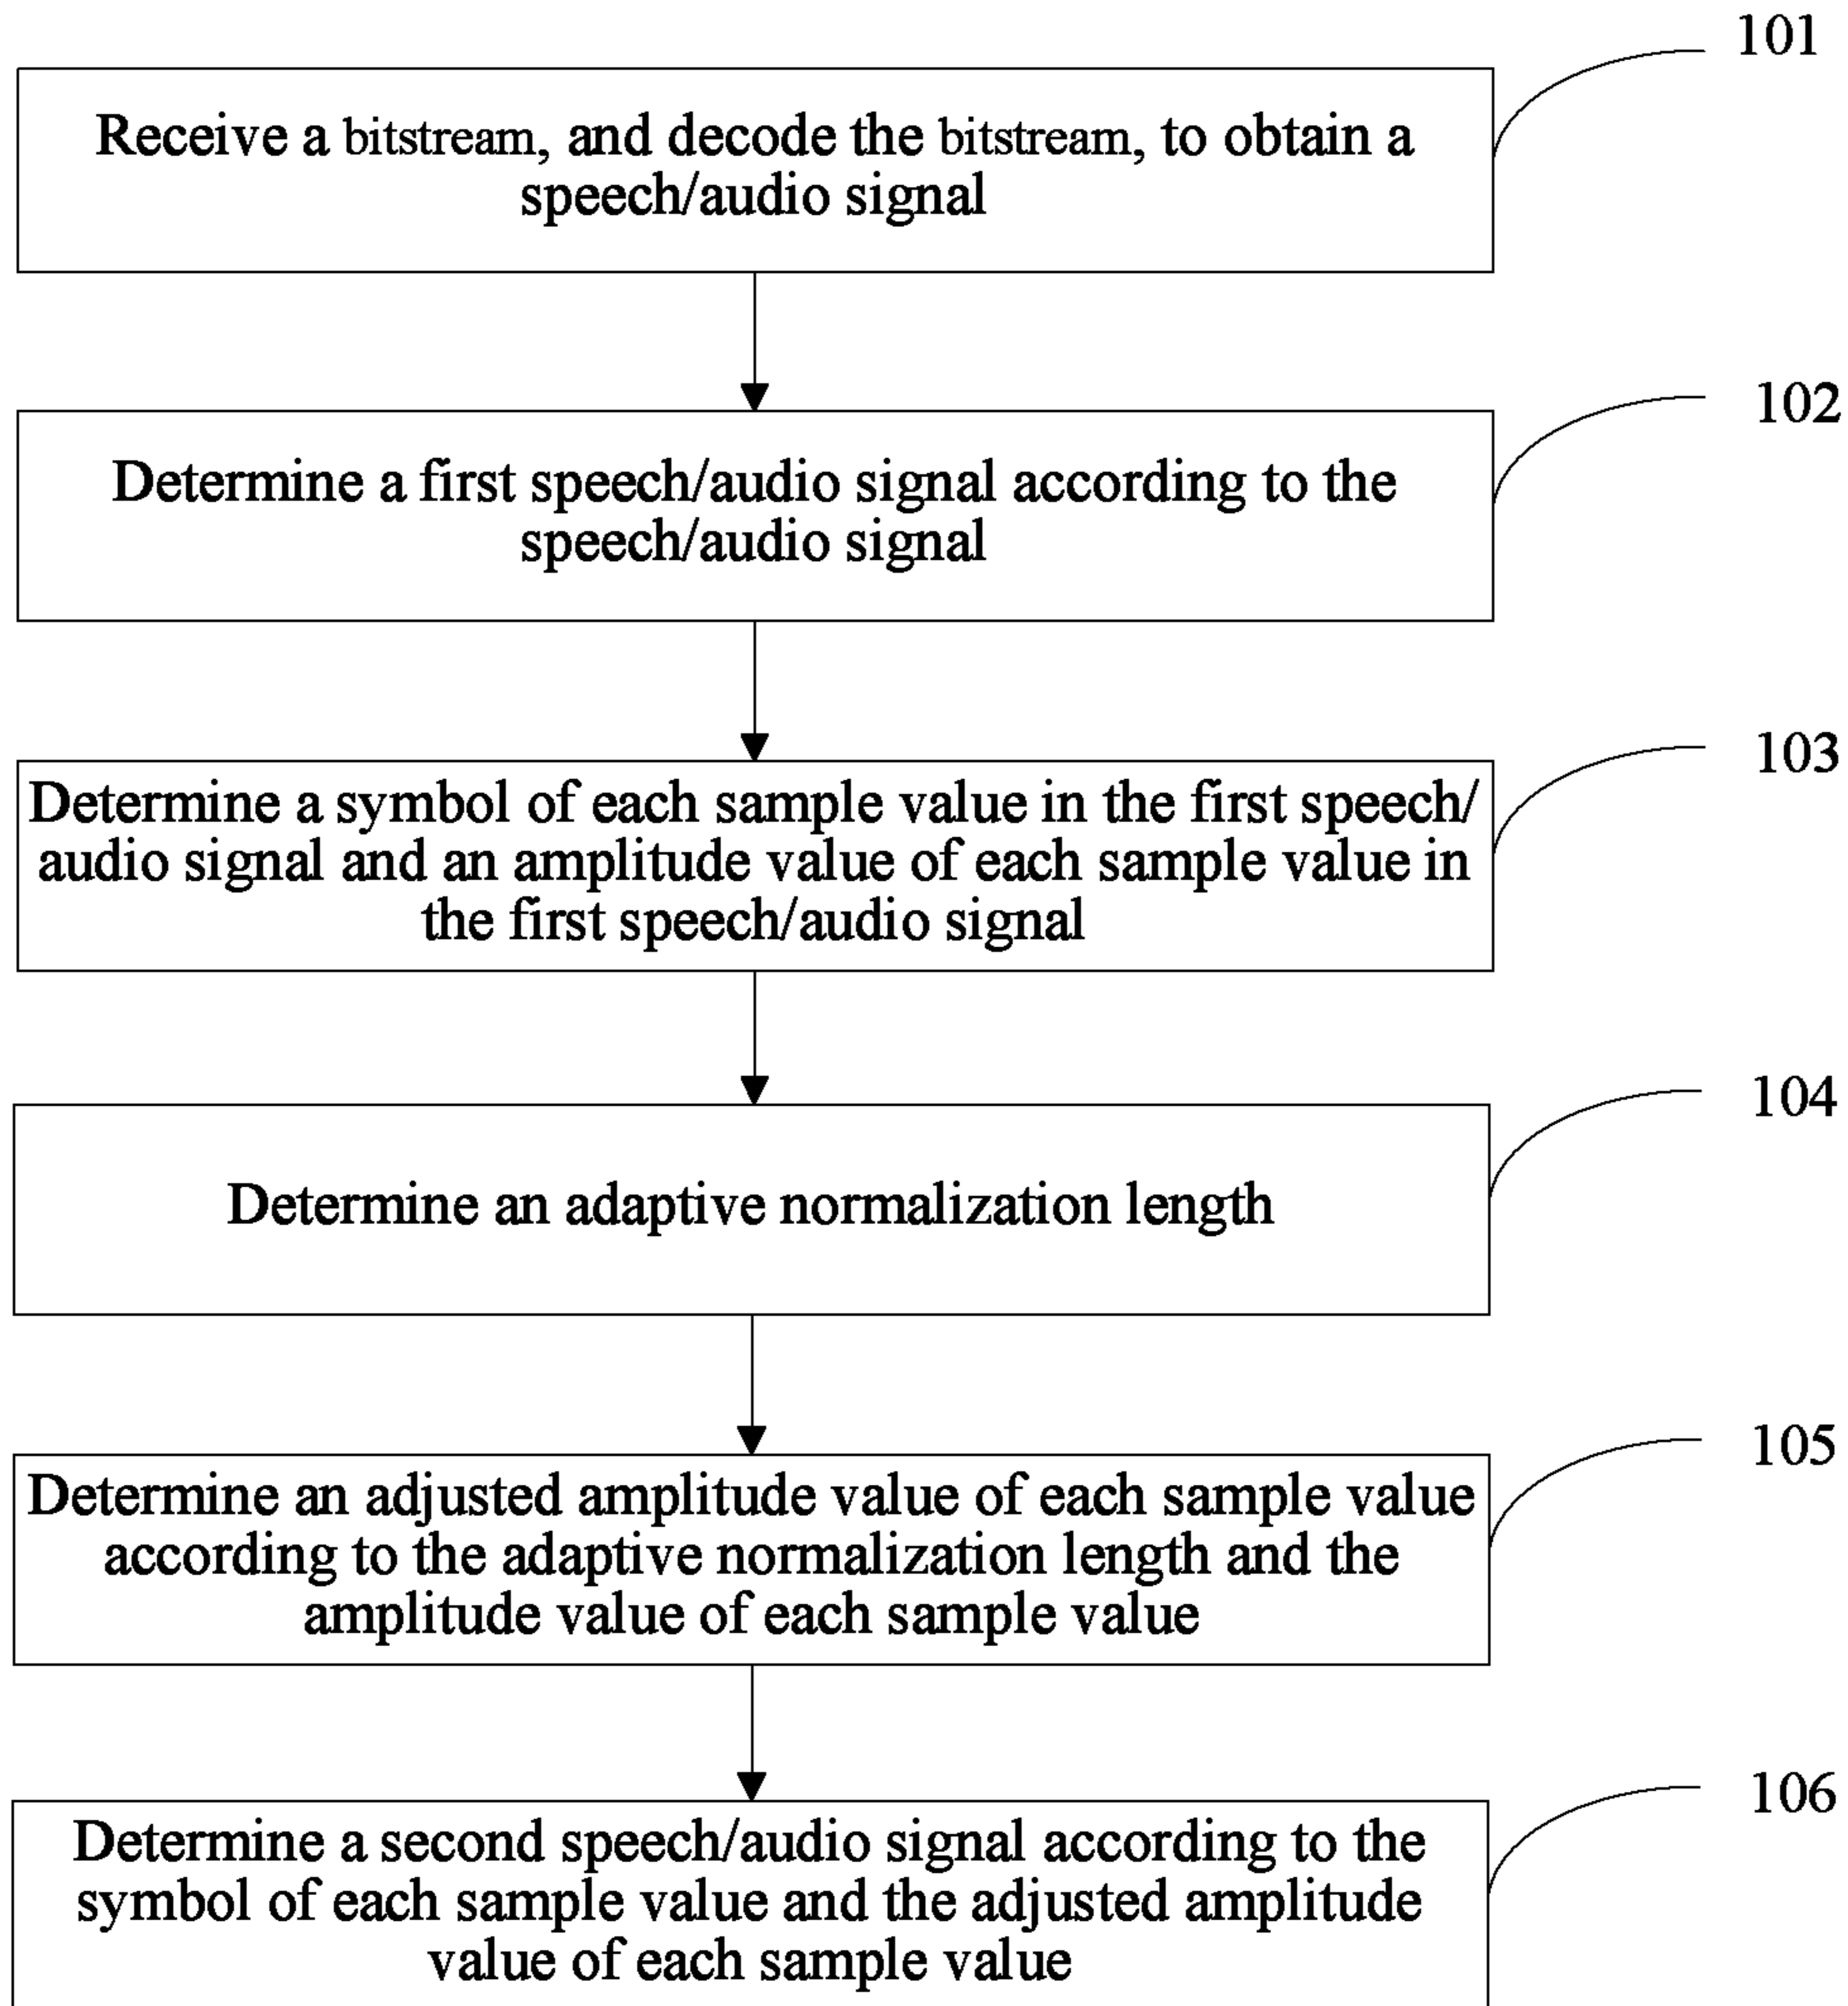 101
Receive a bitstream, and decode the bitstream, to obtain a
speech/audio signal
102
Determine a first speech/audio signal according to the
speech/audio signal
103
Determine a symbol of each sample value in the first speech/
audio signal and an amplitude value of each sample value in
the first speech/audio signal
104
Determine an adaptive normalization length
105
Determine an adjusted amplitude value of each sample value
according to the adaptive normalization length and the
amplitude value of each sample value
106
Determine a second speech/audio signal according to the
symbol of each sample value and the adjusted amplitude
value of each sample value